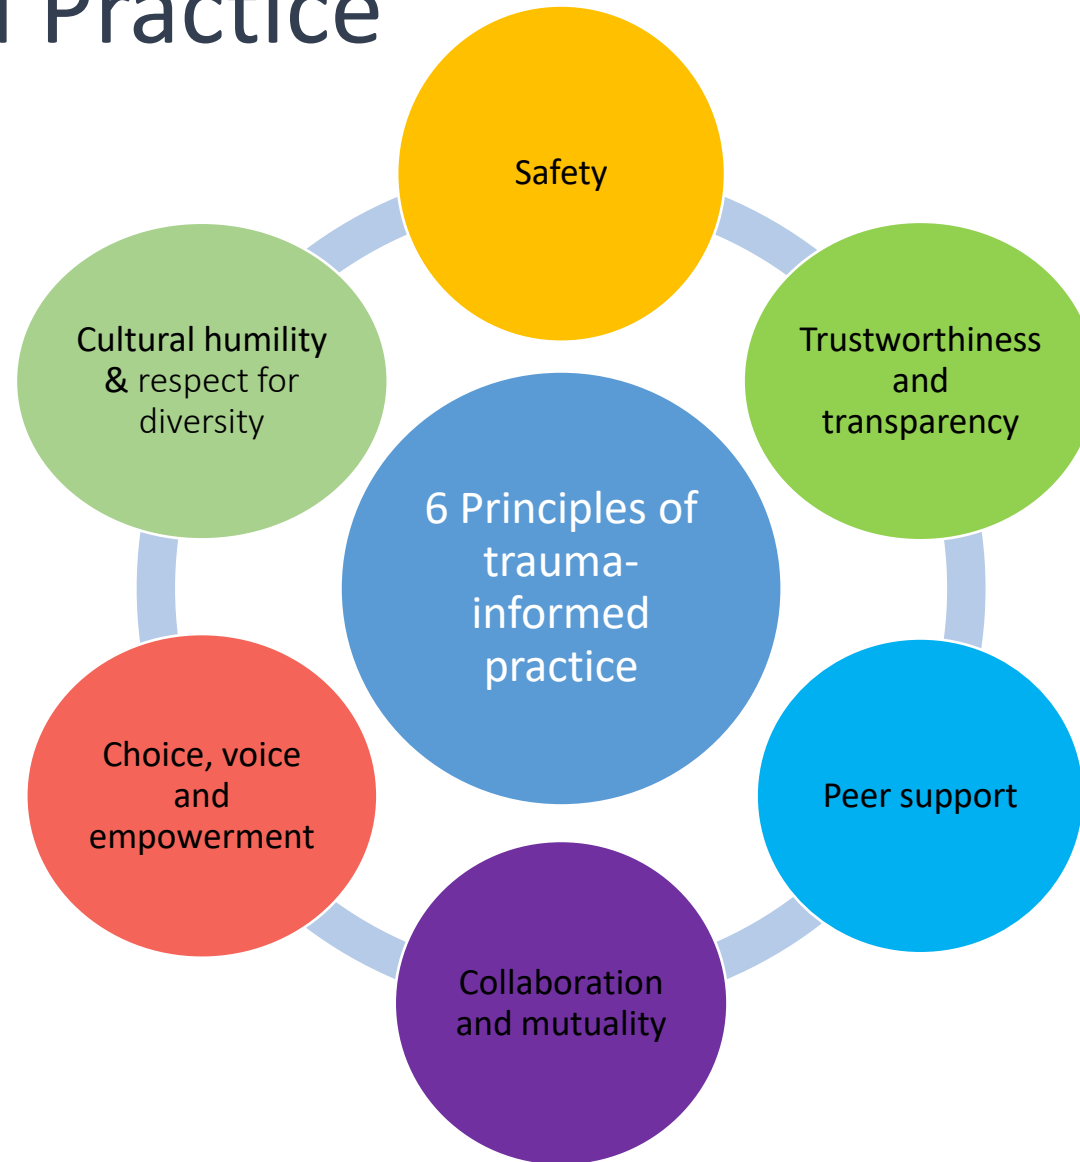 Practice
Safety
Trustworthiness
and
transparency
Peer support
Collaboration
and mutuality
Choice, voice
and
empowerment
Cultural humility
& respect for
diversity
6 Principles of
trauma-
informed
practice